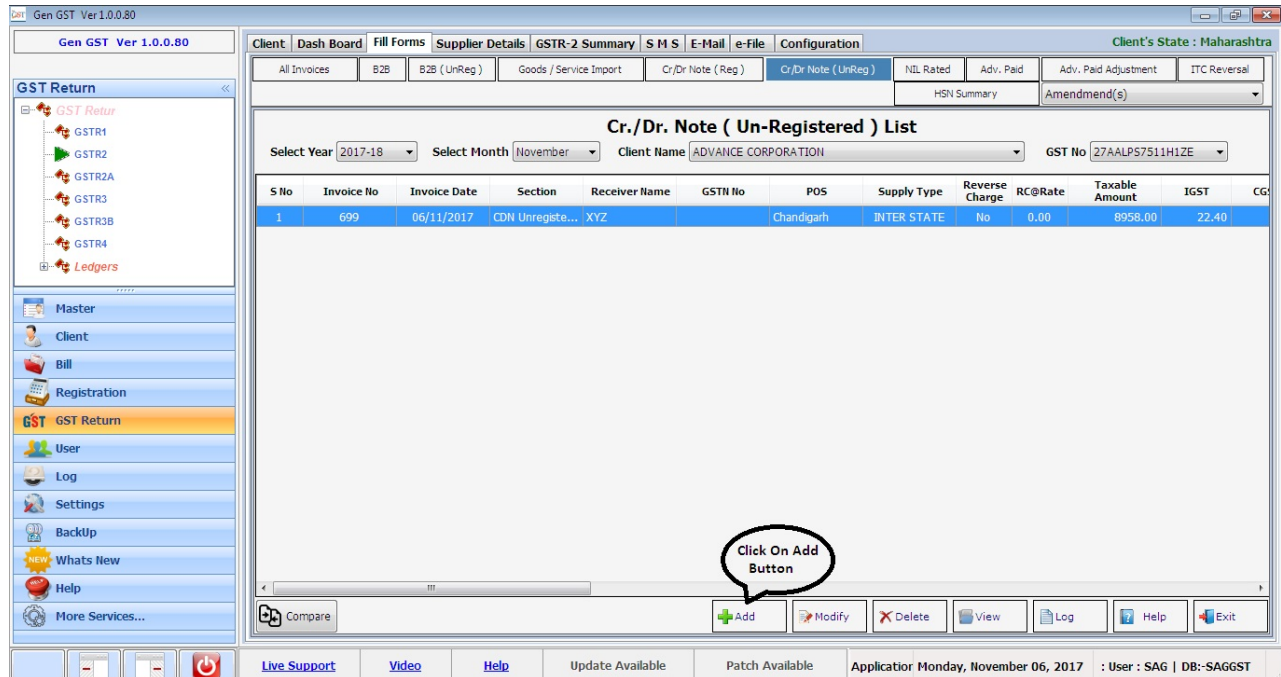 GST Gen GST Ver 1.0.0.80
Gen GST Ver 1.0.0.80
Client Dash Board Fill Forms Supplier Details GSTR-2 Summary S M S E-Mail e-File Configuration Client's State : Maharashtra
All Invoices B2B B2B ( UnReg ) Goods / Service Import Cr/Dr Note ( Reg ) Cr/Dr Note ( UnReg ) NIL Rated Adv. Paid Adv. Paid Adjustment ITC Reversal
HSN Summary Amendmend(s)
GST Return
GST Retur
GSTR1
GSTR2
GSTR2A
GSTR3
GSTR3B
GSTR4
Ledgers
Master
Client
Bill
Registration
GST GST Return
User
Log
Settings
BackUp
NEW Whats New
Help
More Services...
Cr./Dr. Note ( Un-Registered ) List
Select Year 2017-18 Select Month November Client Name ADVANCE CORPORATION GST No 27AALPS7511H1ZE
S No Invoice No Invoice Date Section Receiver Name GSTN No POS Supply Type Reverse Charge RC@Rate Taxable Amount IGST CGS
1 699 06/11/2017 CDN Unregiste... XYZ Chandigarh INTER STATE No 0.00 8958.00 22.40
Click On Add
Button
Compare Add Modify Delete View Log Help Exit
Live Support Video Help Update Available Patch Available Application Monday, November 06, 2017 : User : SAG | DB:-SAGGST